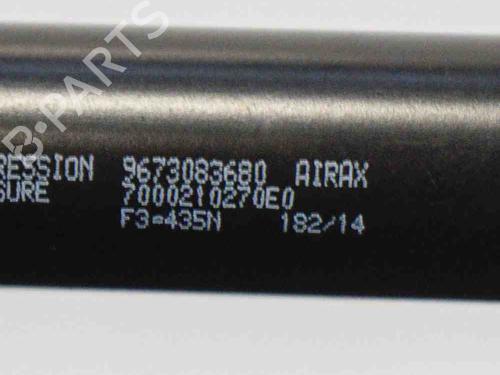 B-PARTS
RESSION 9673083680 AIRAX
SURE 7000210270E0
F3=435N 182/14